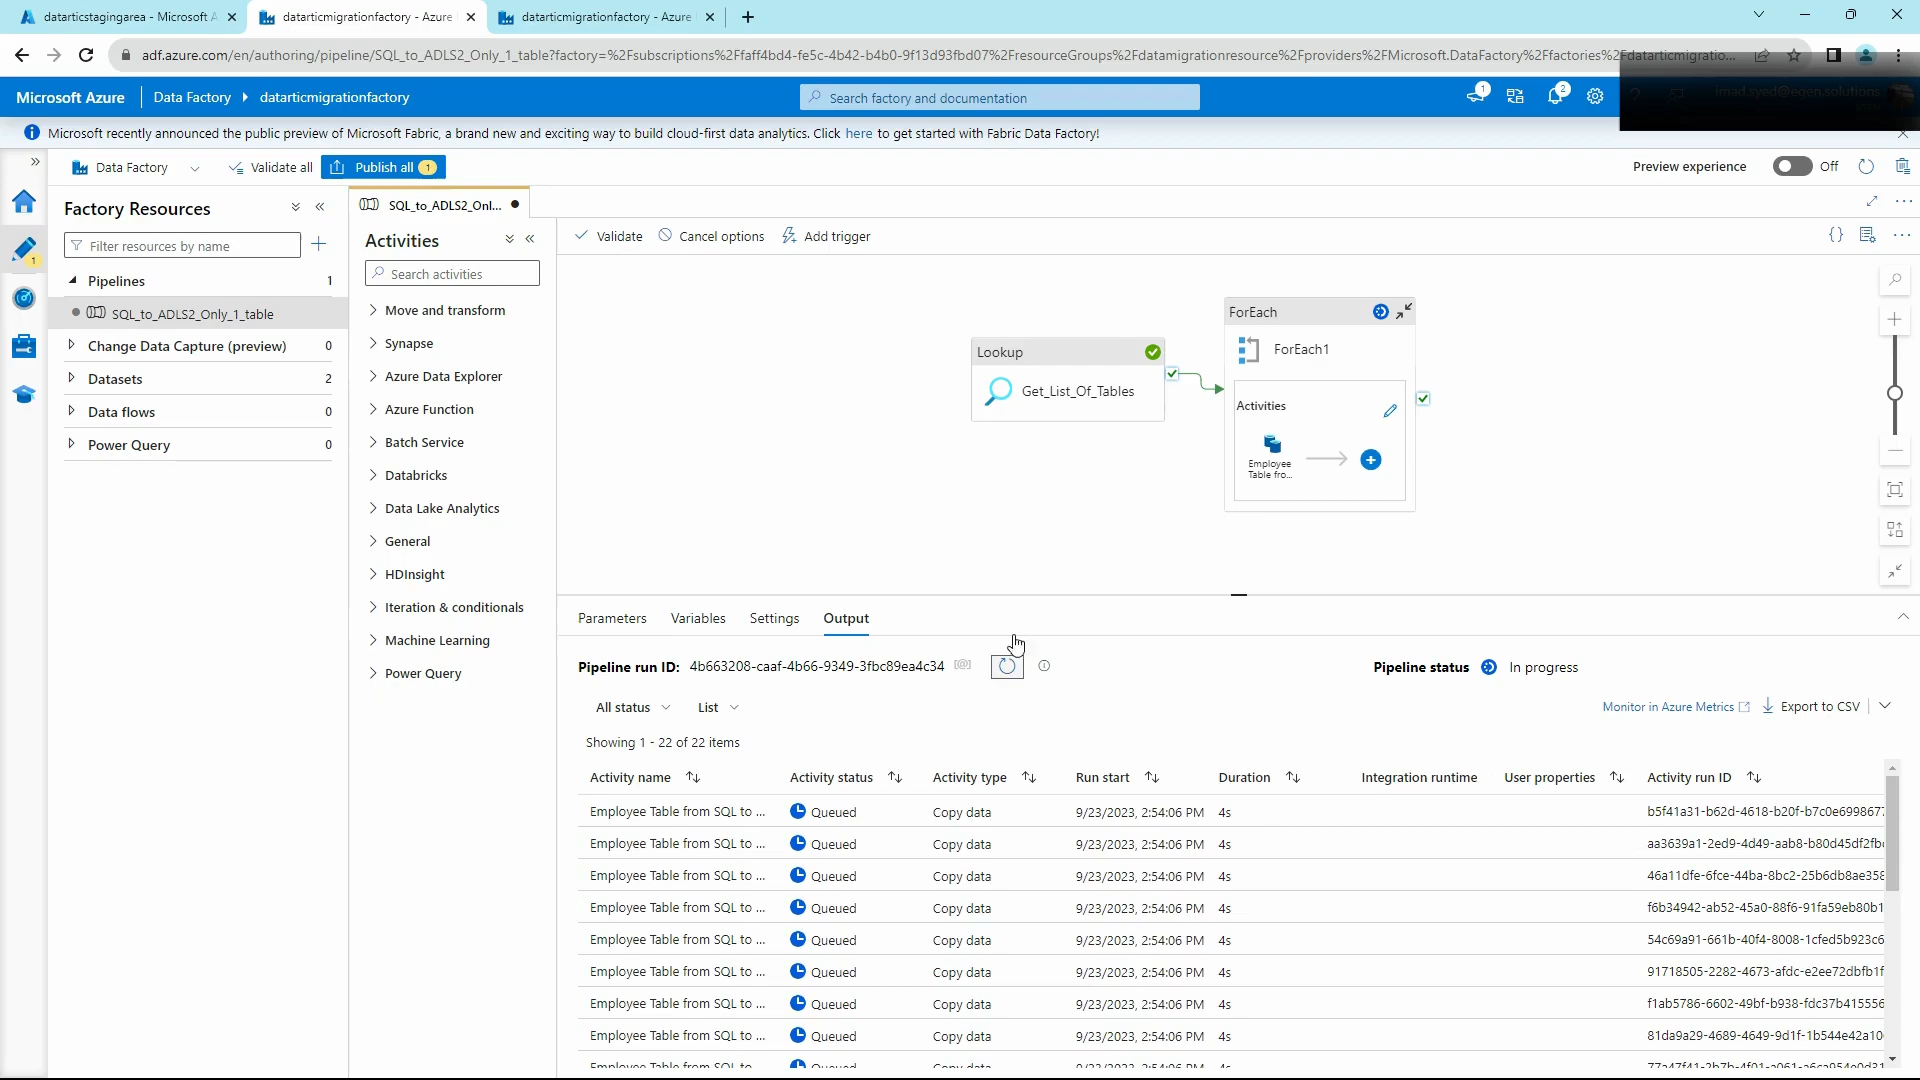 datarticstagingarea - Microsoft A
datarticmigrationfactory - Azure
datarticmigrationfactory - Azure
adf.azure.com/en/authoring/pipeline/SQL_to_ADLS2_Only_1_table?factory=%2Fsubscriptions%2Ffaff4bd4-fe5c-4b42-b4b0-9f13d93fbd07%2FresourceGroups%2Fdatamigrationresource%2Fproviders%2FMicrosoft.DataFactory%2Ffactories%2Fdatarticmigratio...
Microsoft Azure
Data Factory
datarticmigrationfactory
Search factory and documentation
1
2
imad.syed@eqen.solutions
Microsoft recently announced the public preview of Microsoft Fabric, a brand new and exciting way to build cloud-first data analytics. Click here to get started with Fabric Data Factory!
Data Factory
Validate all
Publish all 1
Preview experience
Off
1
Factory Resources
Filter resources by name
Pipelines 1
SQL_to_ADLS2_Only_1_table
Change Data Capture (preview) 0
Datasets 2
Data flows 0
Power Query 0
SQL_to_ADLS2_Onl...
Activities
Search activities
Move and transform
Synapse
Azure Data Explorer
Azure Function
Batch Service
Databricks
Data Lake Analytics
General
HDInsight
Iteration & conditionals
Machine Learning
Power Query
Validate
Cancel options
Add trigger
Lookup
Get_List_Of_Tables
ForEach
ForEach1
Activities
Employee
Table fro...
Parameters
Variables
Settings
Output
Pipeline run ID: 4b663208-caaf-4b66-9349-3fbc89ea4c34
Pipeline status
In progress
All status
List
Monitor in Azure Metrics
Export to CSV
Showing 1 - 22 of 22 items
Activity name Activity status Activity type Run start Duration Integration runtime User properties Activity run ID
Employee Table from SQL to ... Queued Copy data 9/23/2023, 2:54:06 PM 4s b5f41a31-b62d-4618-b20f-b7c0e699867
Employee Table from SQL to ... Queued Copy data 9/23/2023, 2:54:06 PM 4s aa3639a1-2ed9-4d49-aab8-b80d45df2fb
Employee Table from SQL to ... Queued Copy data 9/23/2023, 2:54:06 PM 4s 46a11dfe-6fce-44ba-8bc2-25b6db8ae358
Employee Table from SQL to ... Queued Copy data 9/23/2023, 2:54:06 PM 4s f6b34942-ab52-45a0-88f6-91fa59eb80b1
Employee Table from SQL to ... Queued Copy data 9/23/2023, 2:54:06 PM 4s 54c69a91-661b-40f4-8008-1cfed5b923c6
Employee Table from SQL to ... Queued Copy data 9/23/2023, 2:54:06 PM 4s 91718505-2282-4673-afdc-e2ee72dbfb1f
Employee Table from SQL to ... Queued Copy data 9/23/2023, 2:54:06 PM 4s f1ab5786-6602-49bf-b938-fdc37b415556
Employee Table from SQL to ... Queued Copy data 9/23/2023, 2:54:06 PM 4s 81da9a29-4689-4649-9d1f-1b544e42a10
Employee Table from SQL to ... Queued Copy data 9/23/2023, 2:54:06 PM 4s